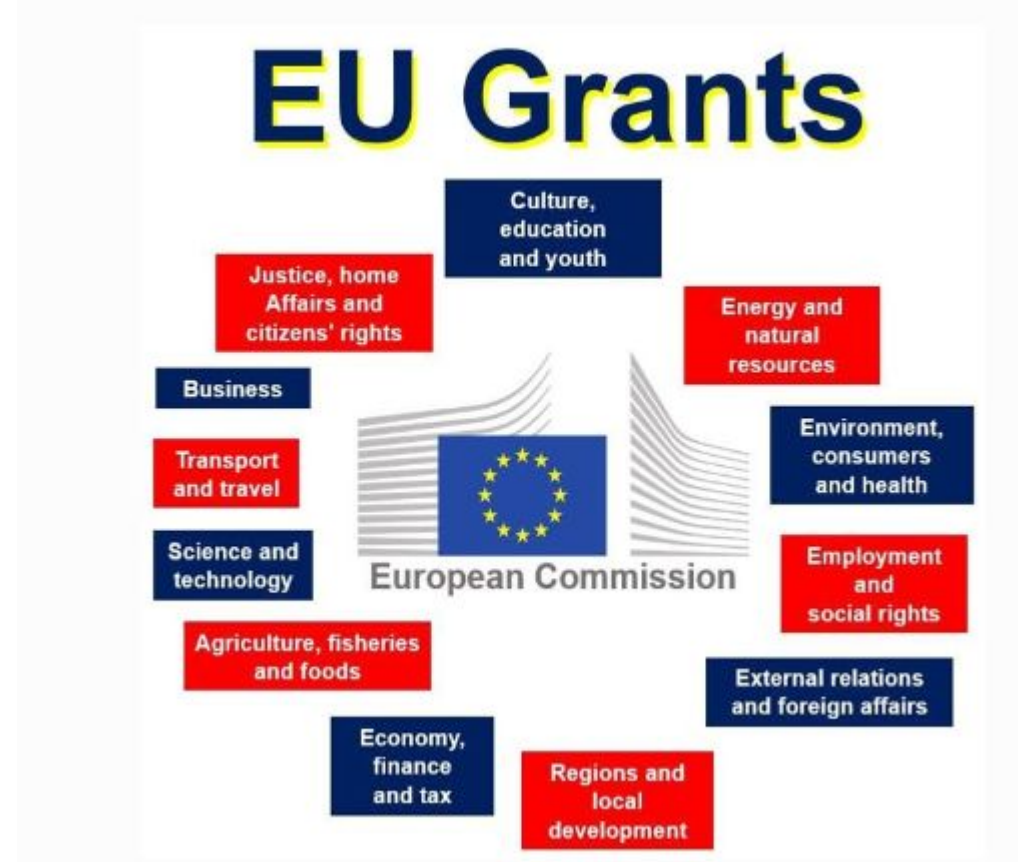 EU Grants
Culture,
education
and youth
Justice, home
Affairs and
citizens' rights
Energy and
natural
resources
Business
Environment,
consumers
and health
Transport
and travel
Science and
technology
European Commission
Employment
and
social rights
Agriculture, fisheries
and foods
External relations
and foreign affairs
Economy,
finance
and tax
Regions and
local
development